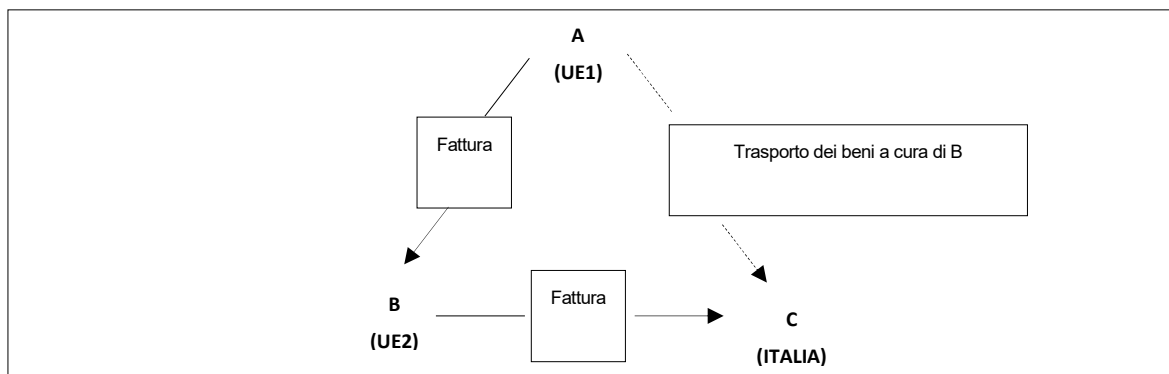 A
(UE1)
Fattura
Trasporto dei beni a cura di B
B
(UE2)
Fattura
C
(ITALIA)